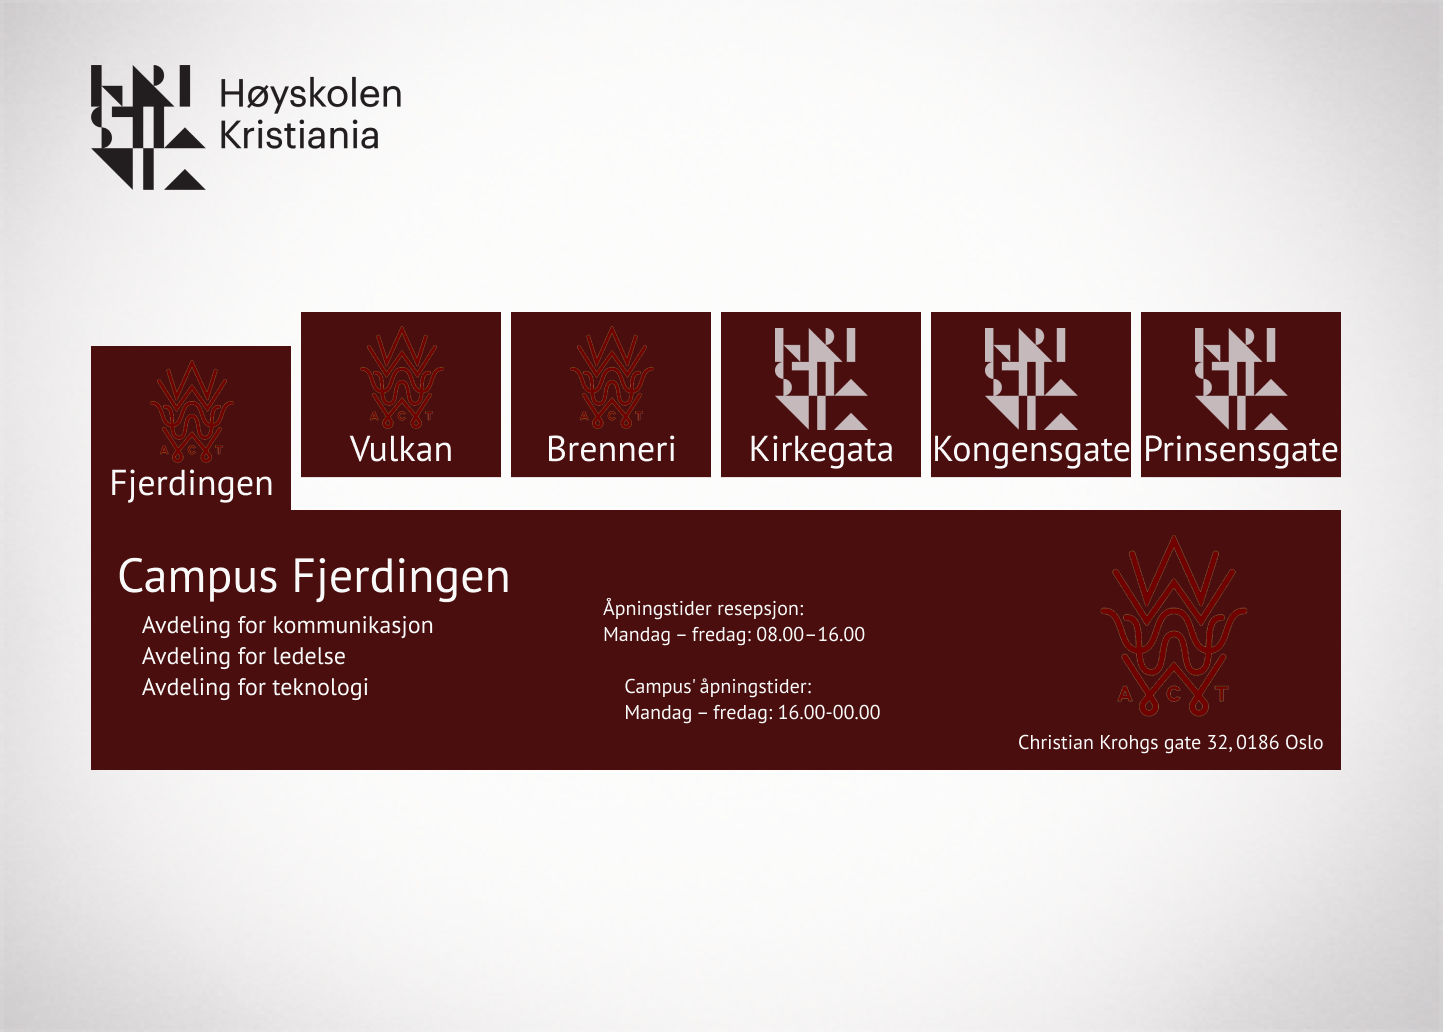 Høyskolen
Kristiania
Fjerdingen
Vulkan
Brenneri
Kirkegata
Kongensgate
Prinsensgate
A C T
A C T
A C T
Campus Fjerdingen
Avdeling for kommunikasjon
Avdeling for ledelse
Avdeling for teknologi
Åpningstider resepsjon:
Mandag – fredag: 08.00–16.00
Campus' åpningstider:
Mandag – fredag: 16.00-00.00
A C T
Christian Krohgs gate 32, 0186 Oslo